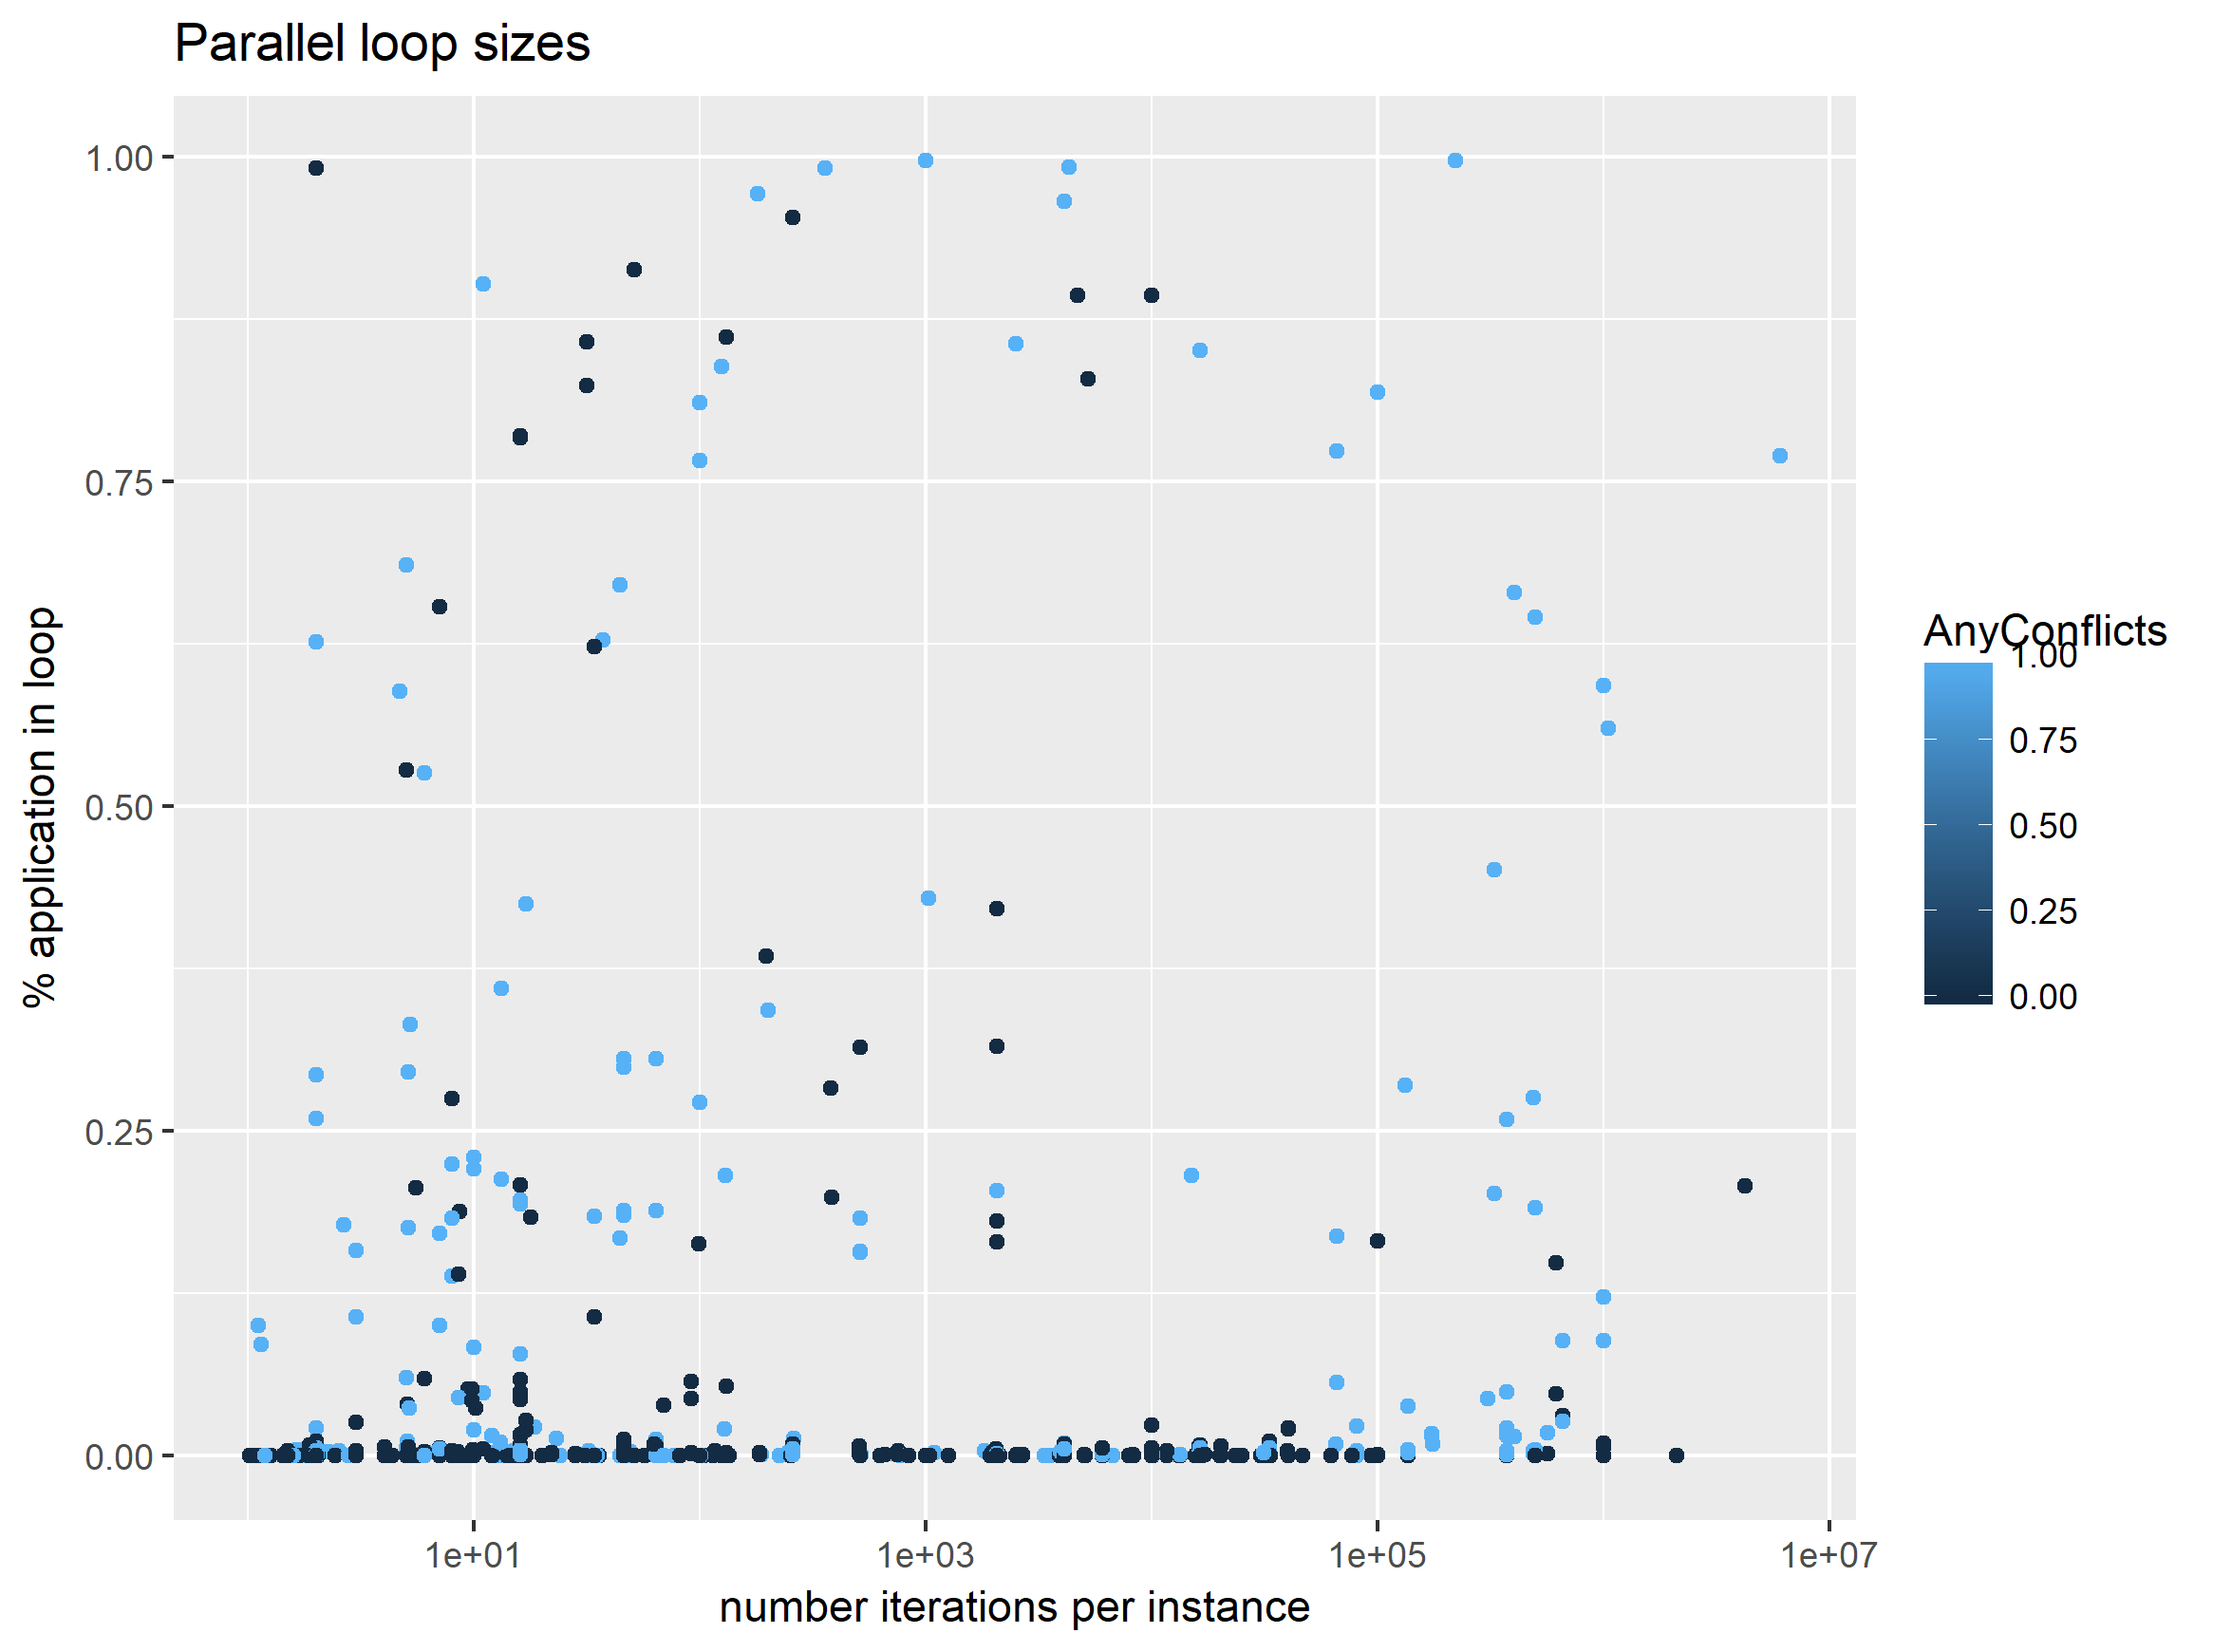 Parallel loop sizes
1.00
0.75
0.50
0.25
0.00
% application in loop
1e+01
1e+03
1e+05
1e+07
number iterations per instance
AnyConflicts
1.00
0.75
0.50
0.25
0.00